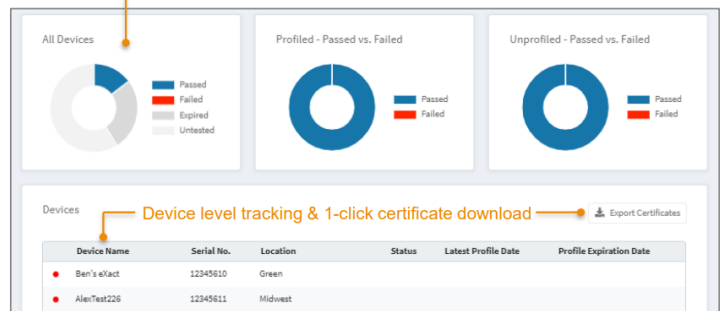 All Devices
Passed
Failed
Expired
Untested
Profiled - Passed vs. Failed
Passed
Failed
Unprofiled - Passed vs. Failed
Passed
Failed
Devices
Device level tracking & 1-click certificate download
Export Certificates
Device Name Serial No. Location Status Latest Profile Date Profile Expiration Date
Ben's eXact 12345610 Green
AlexTest226 12345611 Midwest